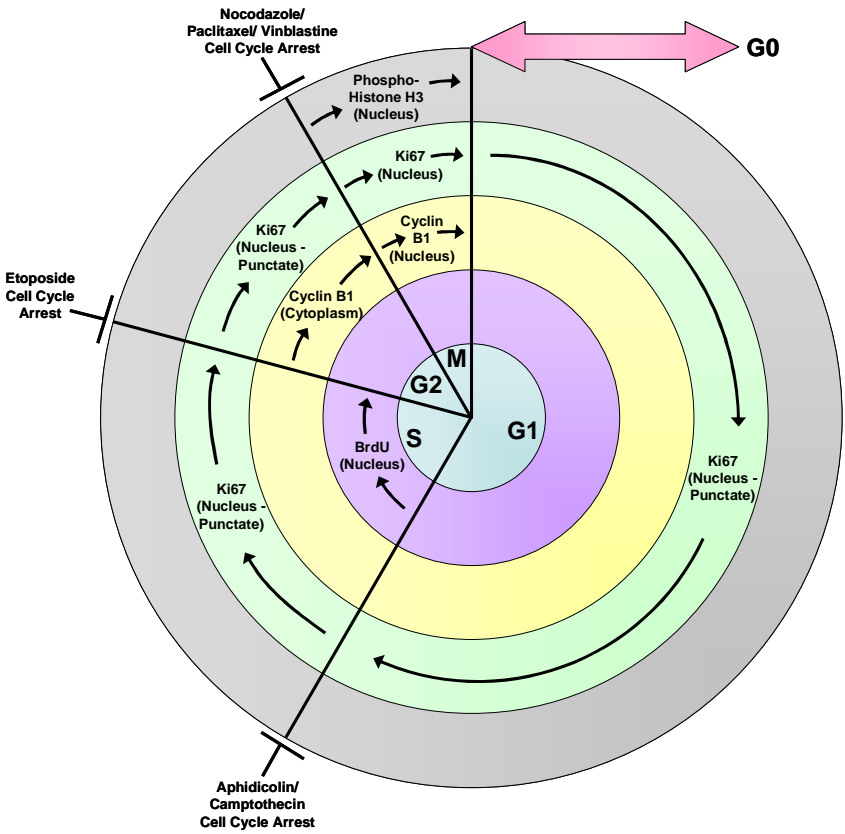 Nocodazole/
Paclitaxel/ Vinblastine
Cell Cycle Arrest
G0
Phospho-
Histone H3
(Nucleus)
Ki67
(Nucleus)
Ki67
(Nucleus -
Punctate)
Cyclin
B1
(Nucleus)
Etoposide
Cell Cycle
Arrest
Cyclin B1
(Cytoplasm)
M
G2
S
G1
BrdU
(Nucleus)
Ki67
(Nucleus -
Punctate)
Ki67
(Nucleus -
Punctate)
Aphidicolin/
Camptothecin
Cell Cycle Arrest